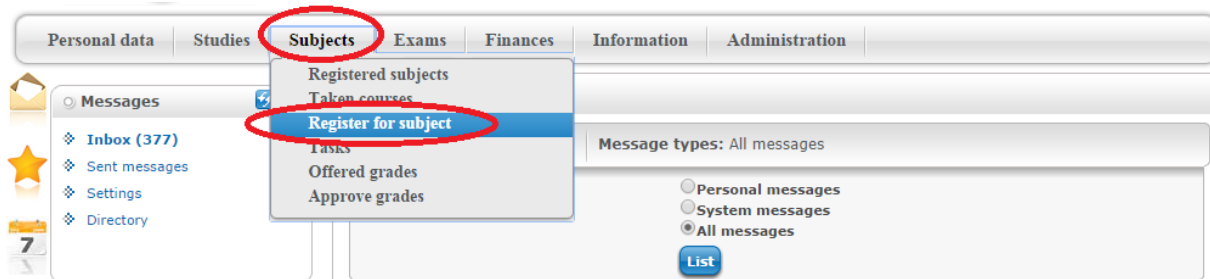 Personal data Studies Subjects Exams Finances Information Administration
Registered subjects
Taken courses
Register for subject
Tasks
Offered grades
Approve grades
Messages
Inbox (377)
Sent messages
Settings
Directory
7
Message types: All messages
Personal messages
System messages
All messages
List